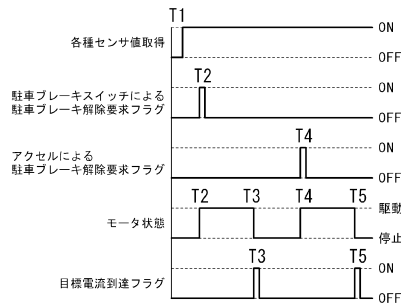 T1
各種センサ値取得
ON
OFF
T2
駐車ブレーキスイッチによる
駐車ブレーキ解除要求フラグ
ON
OFF
T4
アクセルによる
駐車ブレーキ解除要求フラグ
ON
OFF
T2 T3 T4 T5
モータ状態
駆動
停止
T3 T5
目標電流到達フラグ
ON
OFF